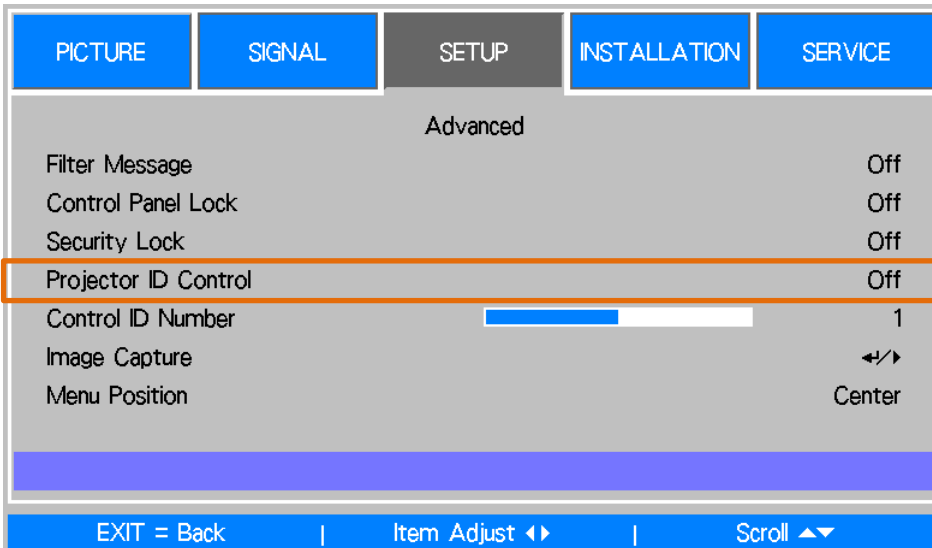 PICTURE SIGNAL SETUP INSTALLATION SERVICE
Advanced
Filter Message Off
Control Panel Lock Off
Security Lock Off
Projector ID Control Off
Control ID Number 1
Image Capture ↵/▶
Menu Position Center
EXIT = Back | Item Adjust ◀▶ | Scroll ▲▼